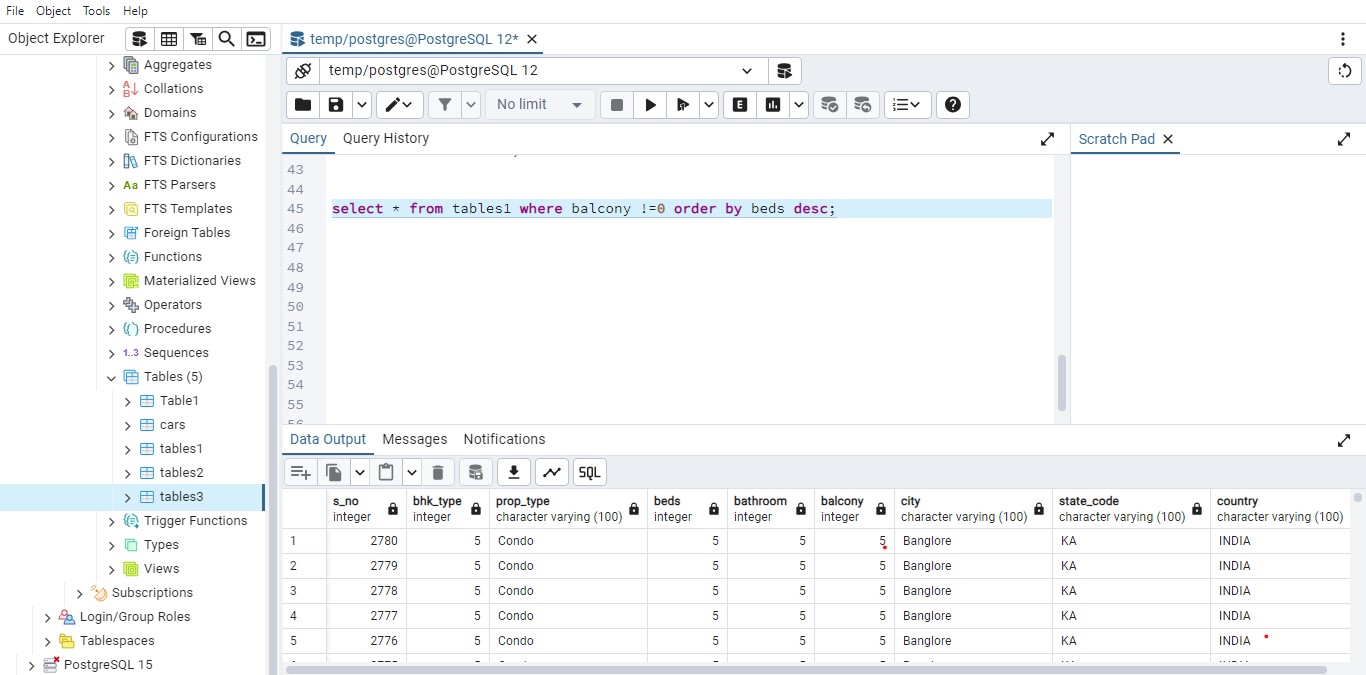 File Object Tools Help
Object Explorer
temp/postgres@PostgreSQL 12*
temp/postgres@PostgreSQL 12
No limit
E
Query Query History
Scratch Pad
Aggregates
Collations
Domains
FTS Configurations
FTS Dictionaries
Aa FTS Parsers
FTS Templates
Foreign Tables
Functions
Materialized Views
Operators
Procedures
1..3 Sequences
Tables (5)
Table1
cars
tables1
tables2
tables3
Trigger Functions
Types
Views
Subscriptions
Login/Group Roles
Tablespaces
PostgreSQL 15
43
44
45 select * from tables1 where balcony !=0 order by beds desc;
46
47
48
49
50
51
52
53
54
55
Data Output Messages Notifications
SQL
s_no bhk_type prop_type beds bathroom balcony city state_code country
integer integer character varying (100) integer integer integer character varying (100) character varying (100) character varying (100)
1 2780 5 Condo 5 5 5 Banglore KA INDIA
2 2779 5 Condo 5 5 5 Banglore KA INDIA
3 2778 5 Condo 5 5 5 Banglore KA INDIA
4 2777 5 Condo 5 5 5 Banglore KA INDIA
5 2776 5 Condo 5 5 5 Banglore KA INDIA